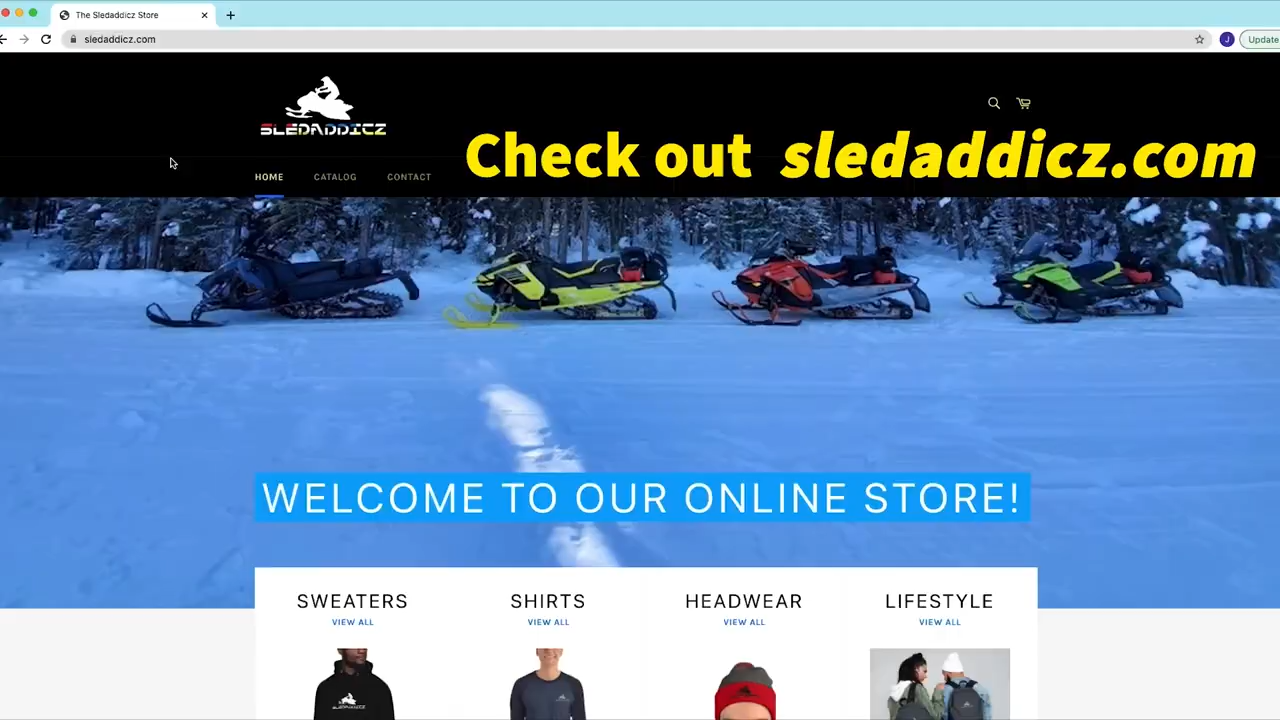 The Sledaddicz Store
sledaddicz.com
Update
SLEDADDICZ
Check out sledaddicz.com
HOME CATALOG CONTACT
WELCOME TO OUR ONLINE STORE!
SWEATERS SHIRTS HEADWEAR LIFESTYLE
VIEW ALL VIEW ALL VIEW ALL VIEW ALL
SLEDADDICZ